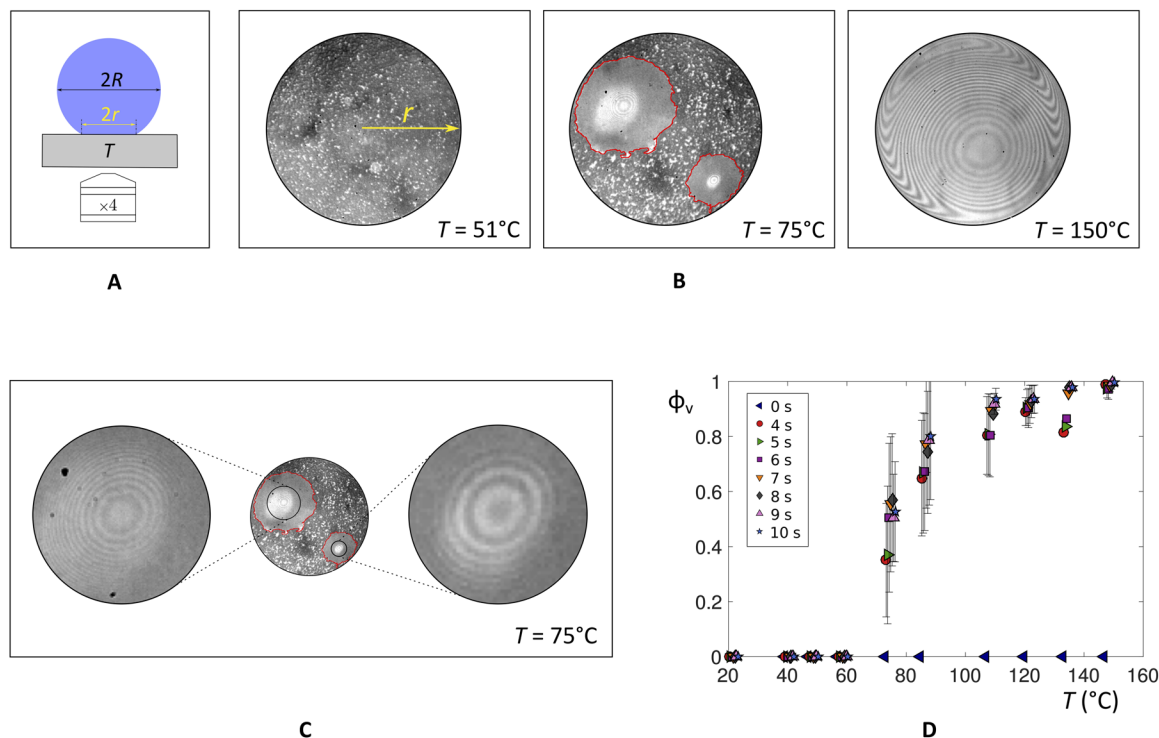 2R
2r
T
×4
A
r
T = 51°C
T = 75°C
T = 150°C
B
T = 75°C
C
ϕv
1
0.8
0.6
0.4
0.2
0
0 s
4 s
5 s
6 s
7 s
8 s
9 s
10 s
20 40 60 80 100 120 140 160
T (°C)
D